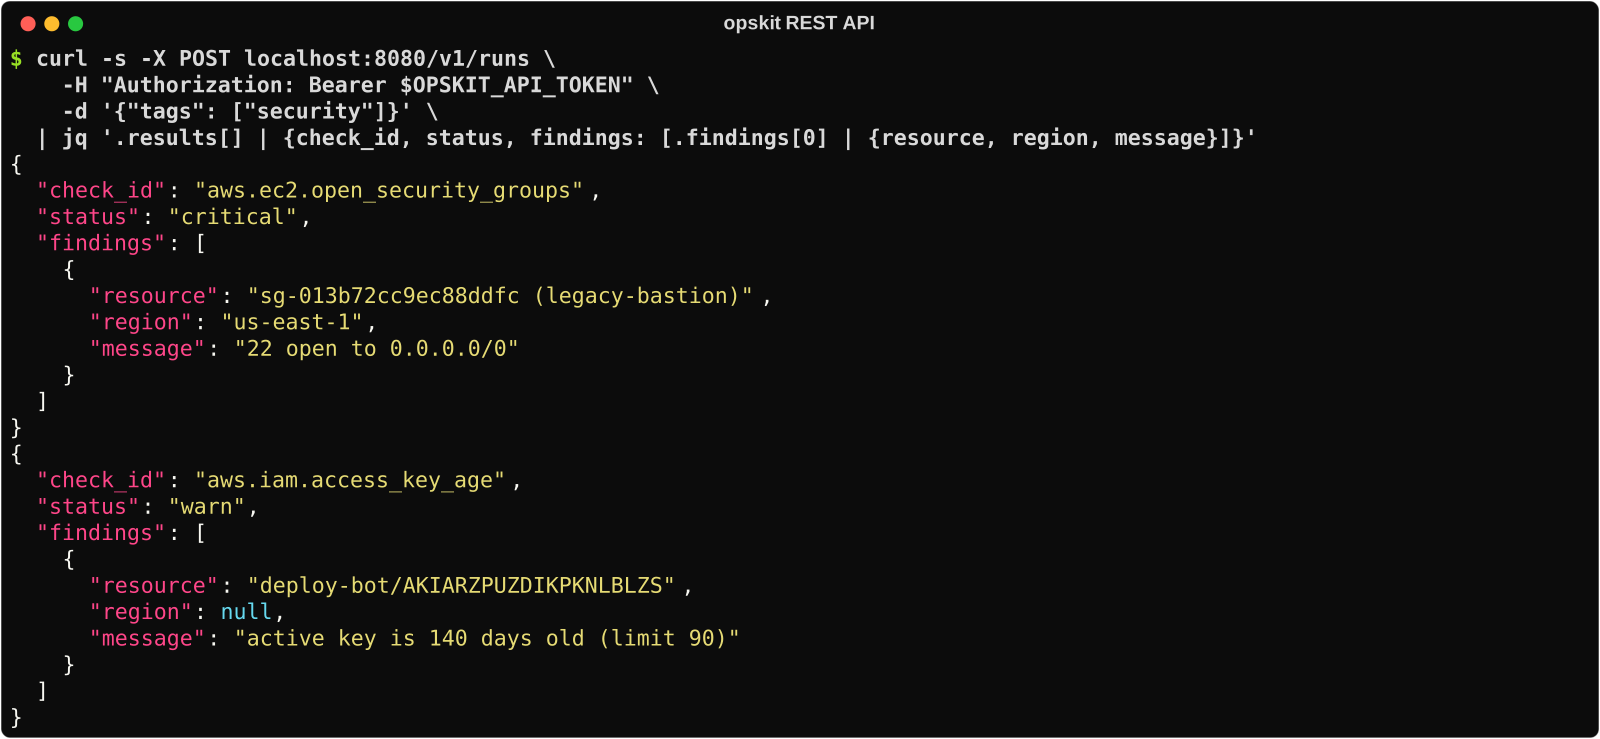 opskit REST API
$ curl -s -X POST localhost:8080/v1/runs \
    -H "Authorization: Bearer $OPSKIT_API_TOKEN" \
    -d '{"tags": ["security"]}' \
  | jq '.results[] | {check_id, status, findings: [.findings[0] | {resource, region, message}]}'
{
  "check_id": "aws.ec2.open_security_groups",
  "status": "critical",
  "findings": [
    {
      "resource": "sg-013b72cc9ec88ddfc (legacy-bastion)",
      "region": "us-east-1",
      "message": "22 open to 0.0.0.0/0"
    }
  ]
}
{
  "check_id": "aws.iam.access_key_age",
  "status": "warn",
  "findings": [
    {
      "resource": "deploy-bot/AKIARZPUZDIKPKNLBLZS",
      "region": null,
      "message": "active key is 140 days old (limit 90)"
    }
  ]
}